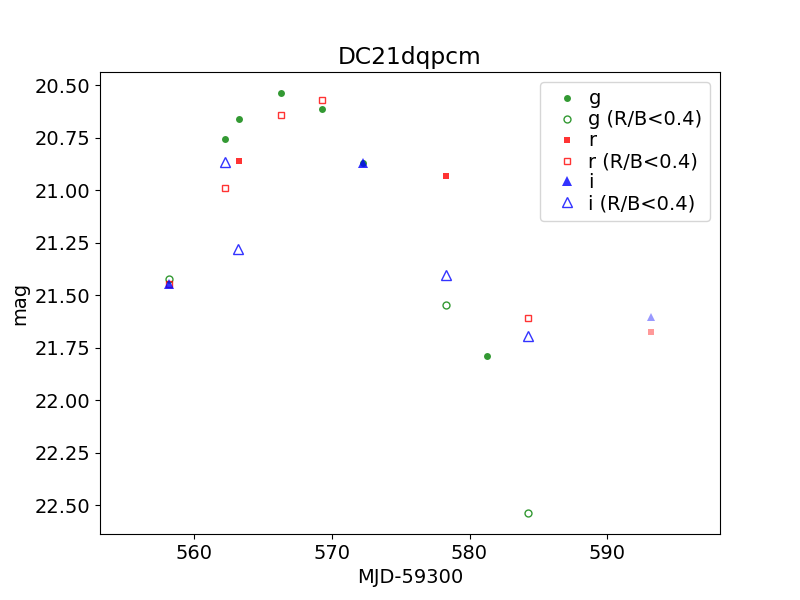 DC21dqpcm
20.50
20.75
21.00
21.25
21.50
21.75
22.00
22.25
22.50
mag
560 570 580 590
MJD-59300
g
g (R/B<0.4)
r
r (R/B<0.4)
i
i (R/B<0.4)